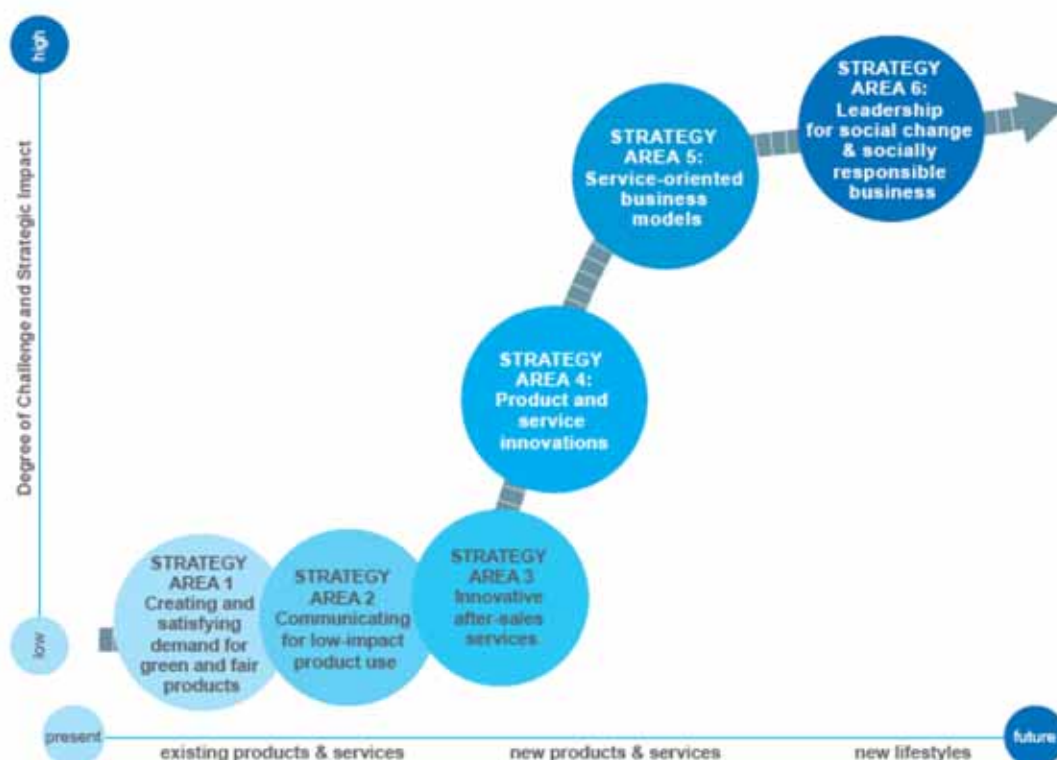 high
Degree of Challenge and Strategic Impact
low
STRATEGY
AREA 1
Creating and
satisfying
demand for
green and fair
products
STRATEGY
AREA 2
Communicating
for low-impact
product use
STRATEGY
AREA 3
Innovative
after-sales
services
STRATEGY
AREA 4:
Product and
service
innovations
STRATEGY
AREA 5:
Service-oriented
business
models
STRATEGY
AREA 6:
Leadership
for social change
& socially
responsible
business
present
existing products & services
new products & services
new lifestyles
future